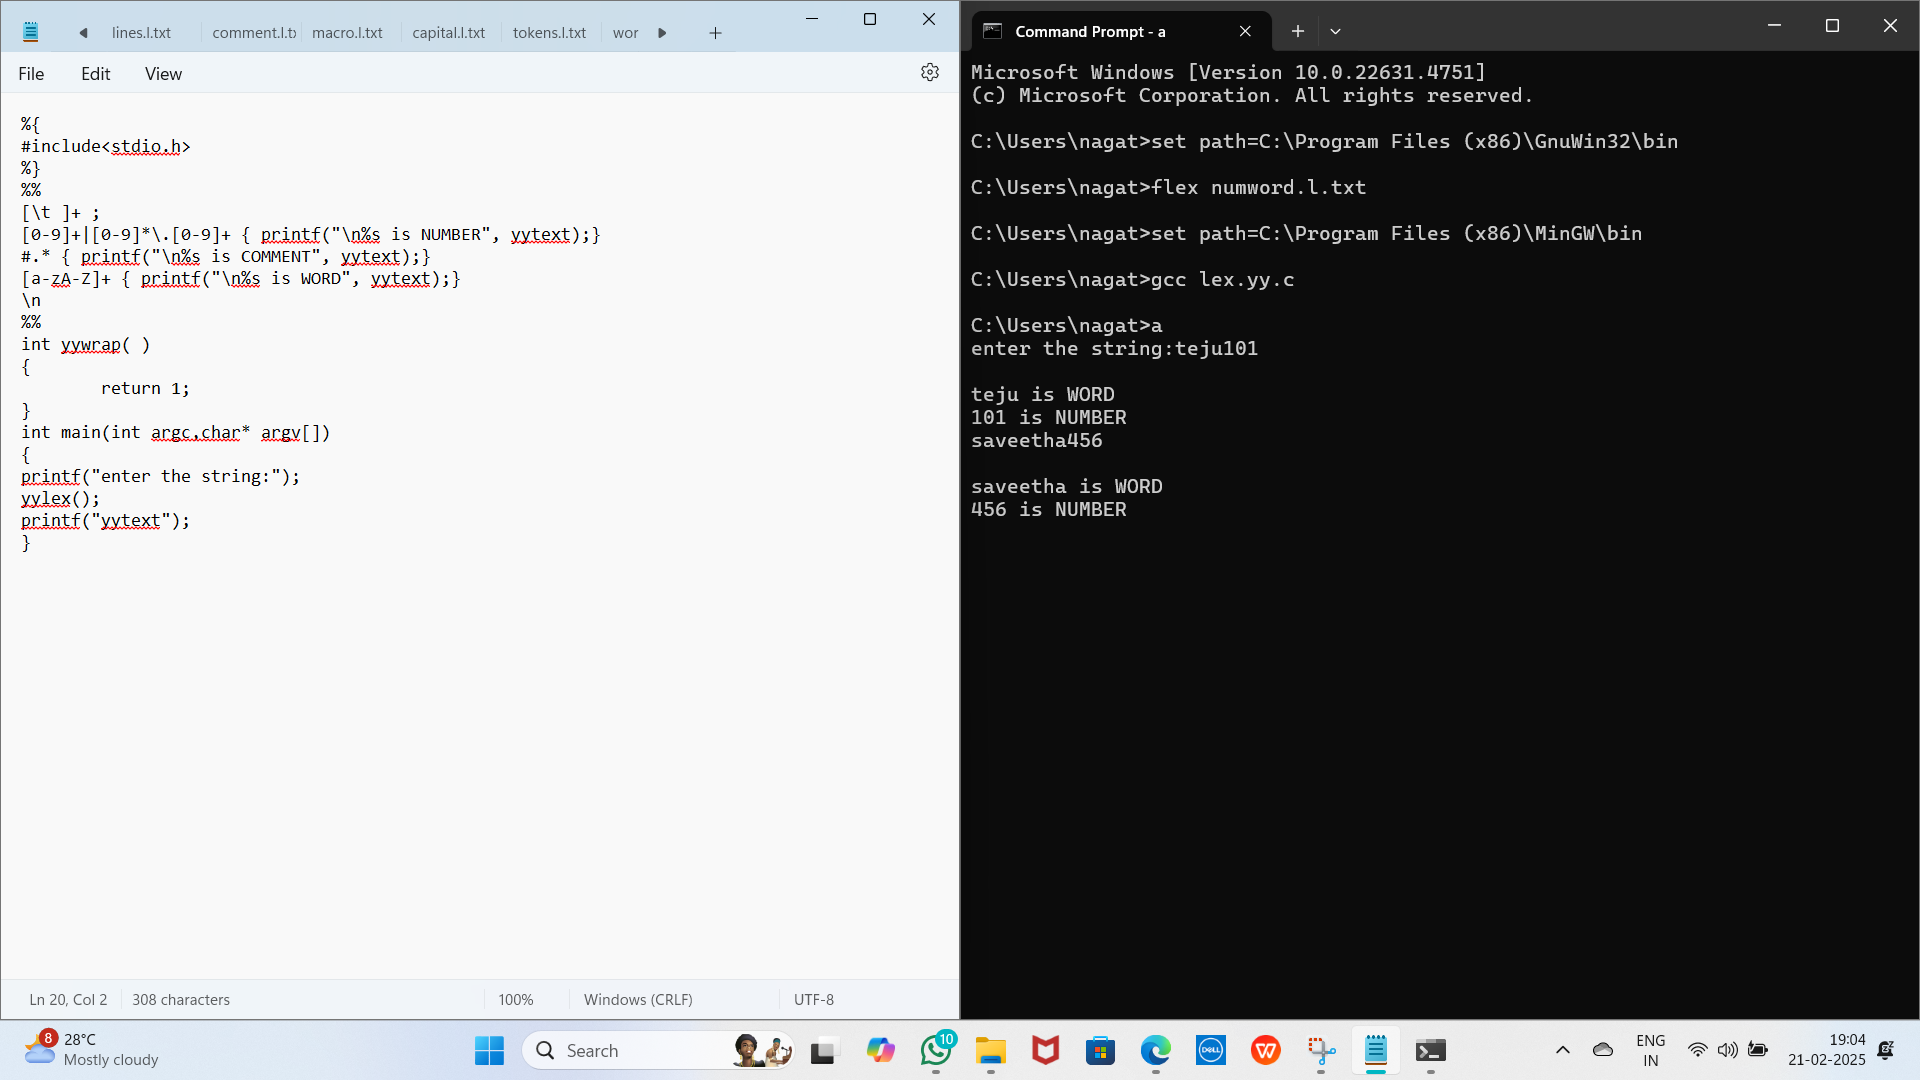 lines.l.txt
comment.l.tx
macro.l.txt
capital.l.txt
tokens.l.txt
wor
File
Edit
View
%{
#include<stdio.h>
%}
%%
[\t ]+ ;
[0-9]+|[0-9]*\.[0-9]+ { printf("\n%s is NUMBER", yytext);}
#.* { printf("\n%s is COMMENT", yytext);}
[a-zA-Z]+ { printf("\n%s is WORD", yytext);}
\n
%%
int yywrap( )
{
        return 1;
}
int main(int argc,char* argv[])
{
printf("enter the string:");
yylex();
printf("yytext");
}
Ln 20, Col 2
308 characters
100%
Windows (CRLF)
UTF-8
Command Prompt - a
Microsoft Windows [Version 10.0.22631.4751]
(c) Microsoft Corporation. All rights reserved.
C:\Users\nagat>set path=C:\Program Files (x86)\GnuWin32\bin
C:\Users\nagat>flex numword.l.txt
C:\Users\nagat>set path=C:\Program Files (x86)\MinGW\bin
C:\Users\nagat>gcc lex.yy.c
C:\Users\nagat>a
enter the string:teju101
teju is WORD
101 is NUMBER
saveetha456
saveetha is WORD
456 is NUMBER
8
28°C
Mostly cloudy
Search
10
DELL
W
ENG
IN
19:04
21-02-2025